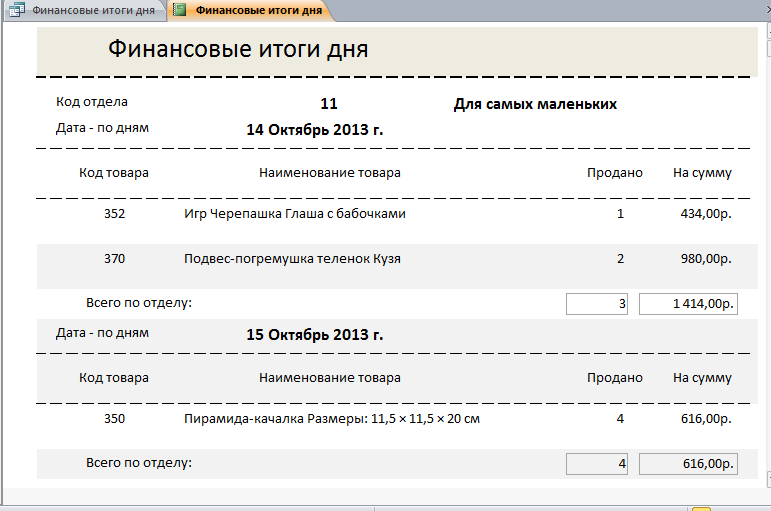 Финансовые итоги дня Финансовые итоги дня
Финансовые итоги дня
Код отдела 11 Для самых маленьких
Дата - по дням 14 Октябрь 2013 г.
Код товара Наименование товара Продано На сумму
352 Игр Черепашка Глаша с бабочками 1 434,00р.
370 Подвес-погремушка теленок Кузя 2 980,00р.
Всего по отделу: 3 1 414,00р.
Дата - по дням 15 Октябрь 2013 г.
Код товара Наименование товара Продано На сумму
350 Пирамида-качалка Размеры: 11,5 × 11,5 × 20 см 4 616,00р.
Всего по отделу: 4 616,00р.